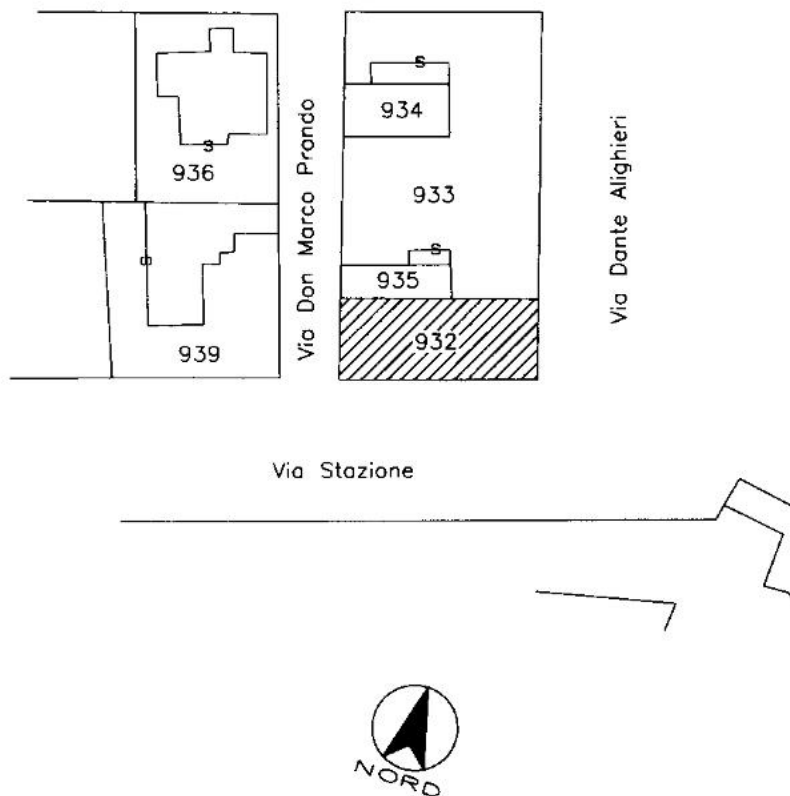 S
934
S
936
Via Don Marco Prando
933
Via Dante Alighieri
S
935
932
939
Via Stazione
NORD